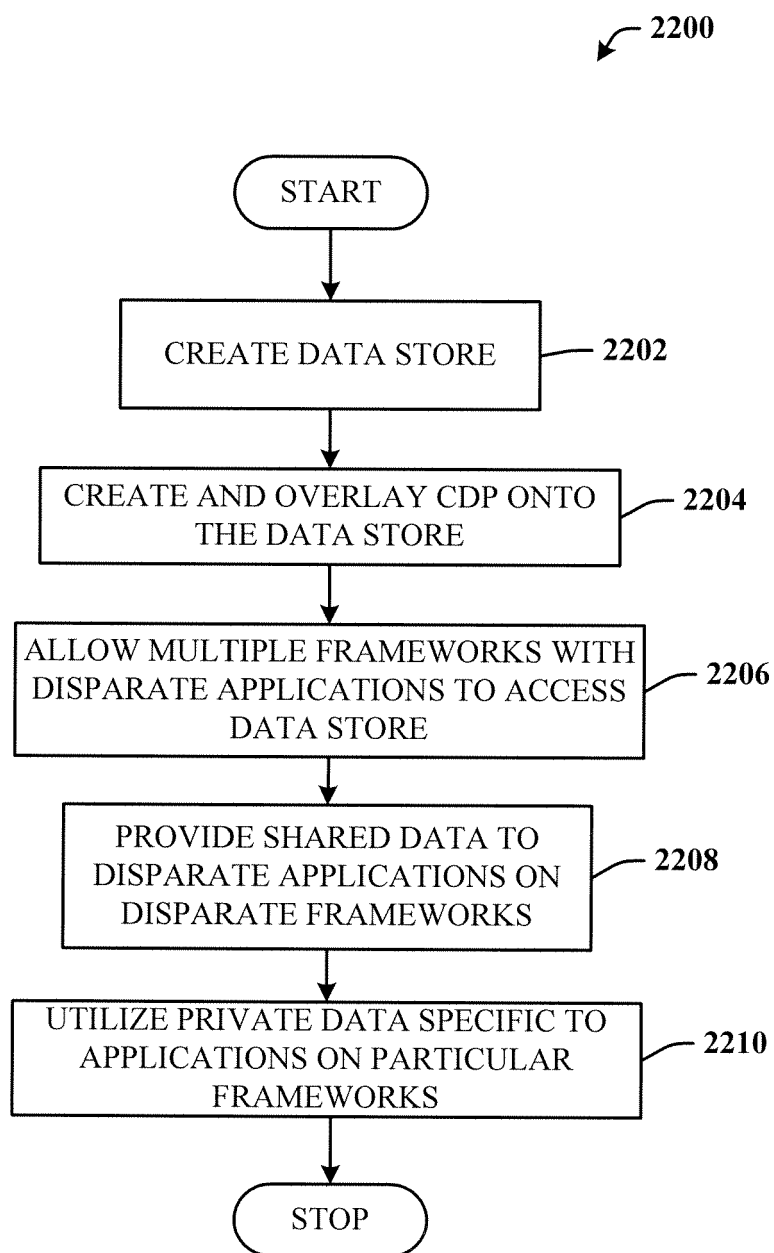 2200
START
CREATE DATA STORE
2202
CREATE AND OVERLAY CDP ONTO
THE DATA STORE
2204
ALLOW MULTIPLE FRAMEWORKS WITH
DISPARATE APPLICATIONS TO ACCESS
DATA STORE
2206
PROVIDE SHARED DATA TO
DISPARATE APPLICATIONS ON
DISPARATE FRAMEWORKS
2208
UTILIZE PRIVATE DATA SPECIFIC TO
APPLICATIONS ON PARTICULAR
FRAMEWORKS
2210
STOP